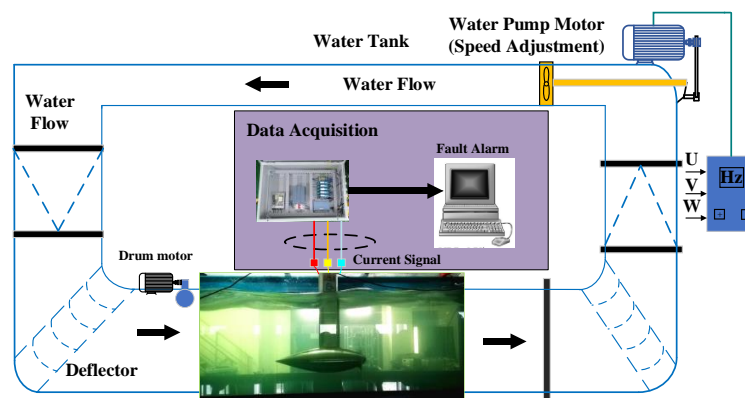 Water Pump Motor
(Speed Adjustment)
Water Tank
Water Flow
Water
Flow
Data Acquisition
Fault Alarm
U
V
W
Hz
Current Signal
Drum motor
Deflector